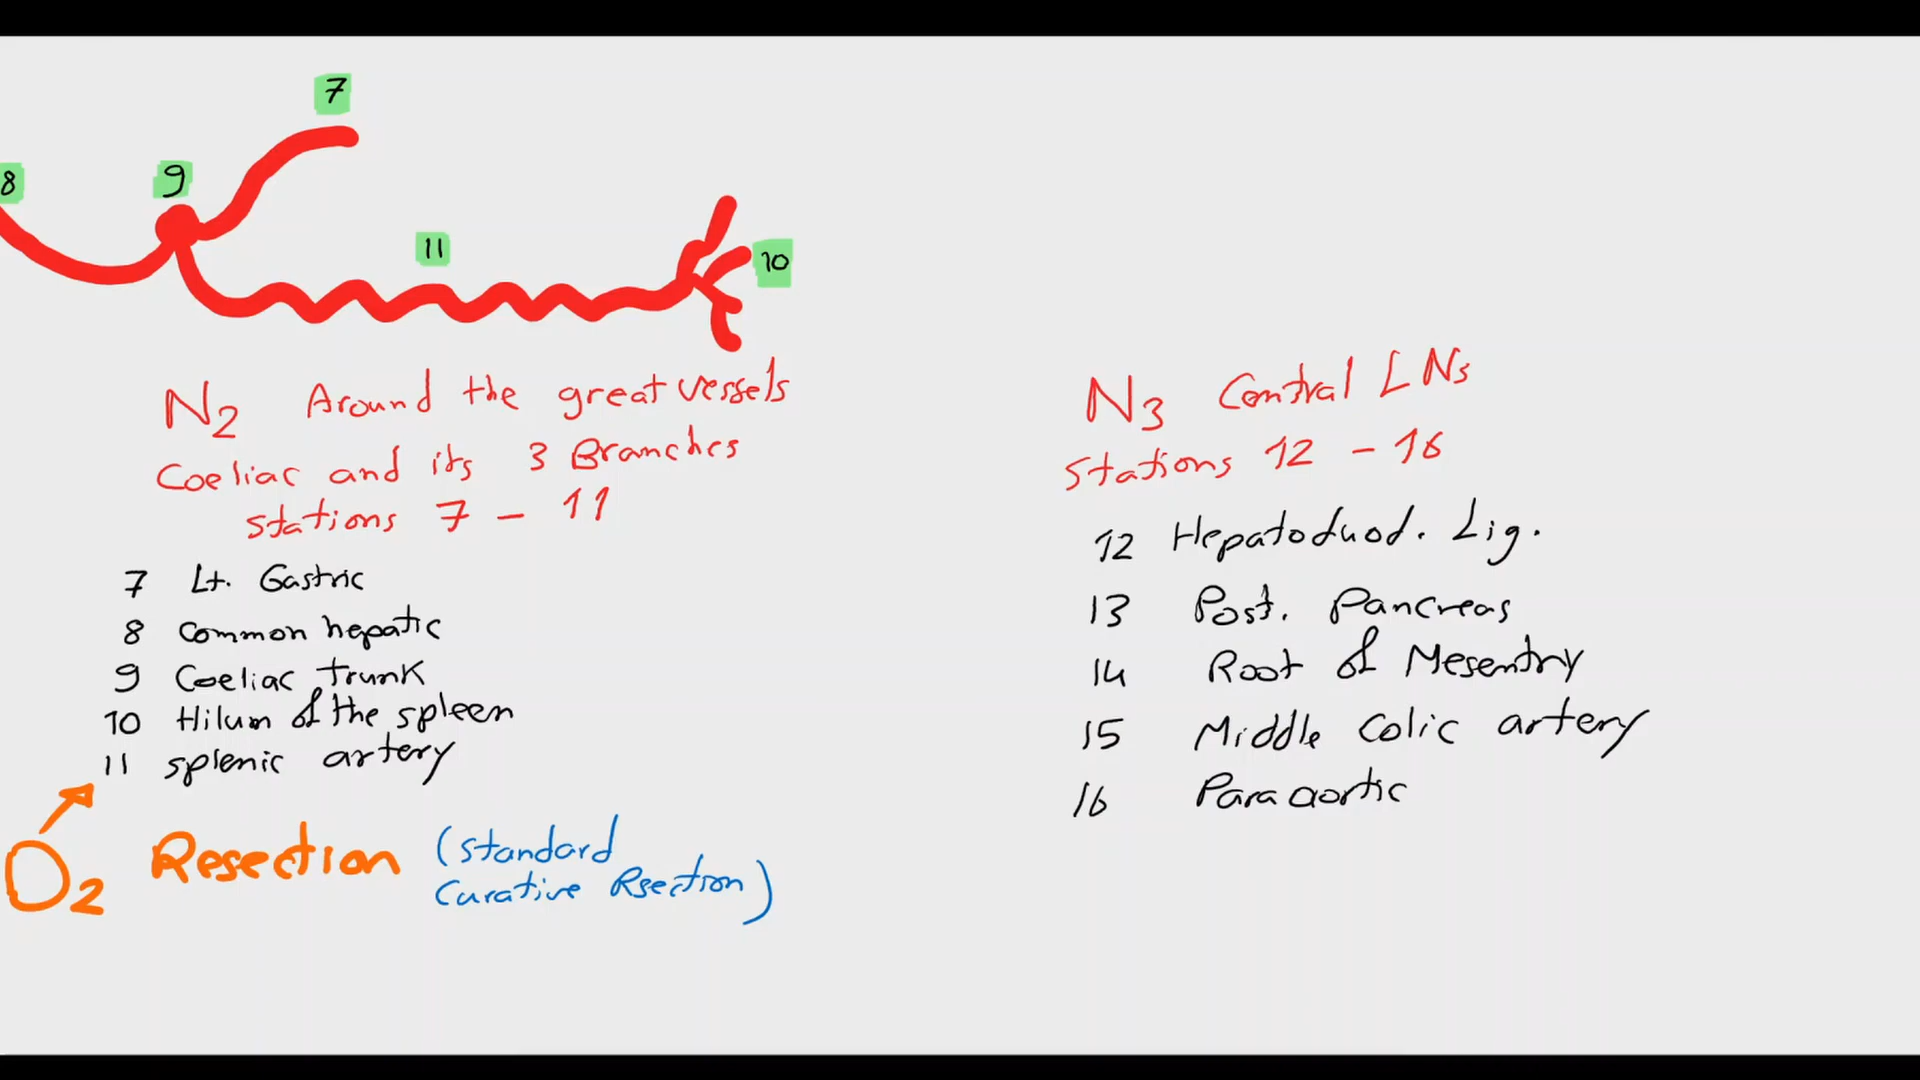 7
8
9
11
10
N2 Around the great vessels
Coeliac and its 3 Branches
stations 7 - 11
7 Lt. Gastric
8 Common hepatic
9 Coeliac trunk
10 Hilum of the spleen
11 splenic artery
D2 Resection (standard
Curative Rsection)
N3 Central LNs
stations 12 - 16
12 Hepatoduod. Lig.
13 Post. Pancreas
14 Root of Mesentry
15 Middle Colic artery
16 Para aortic